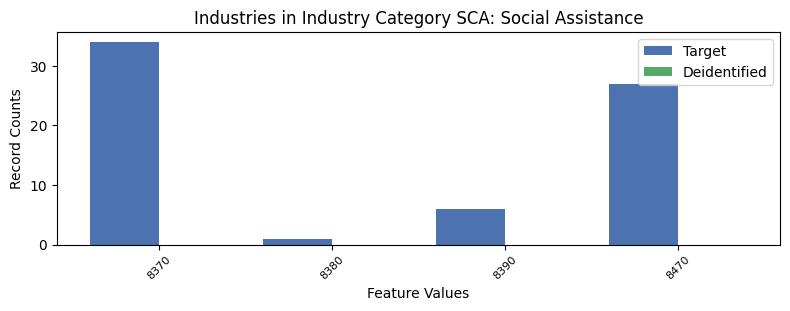 Industries in Industry Category SCA: Social Assistance
Target
Deidentified
30
20
10
0
Record Counts
8370
8380
8390
8470
Feature Values